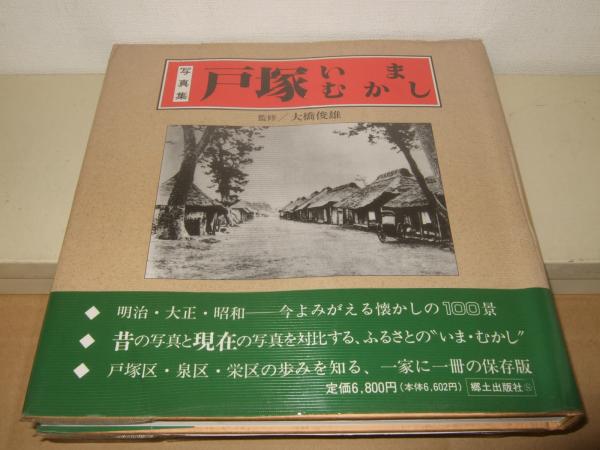 写真集
戸塚いまむかし
監修／大橋俊雄
◆ 明治・大正・昭和──今よみがえる懐かしの100景
◆ 昔の写真と現在の写真を対比する、ふるさとの〝いま・むかし〟
◆ 戸塚区・泉区・栄区の歩みを知る、一家に一冊の保存版
定価6,800円（本体6,602円） 郷土出版社